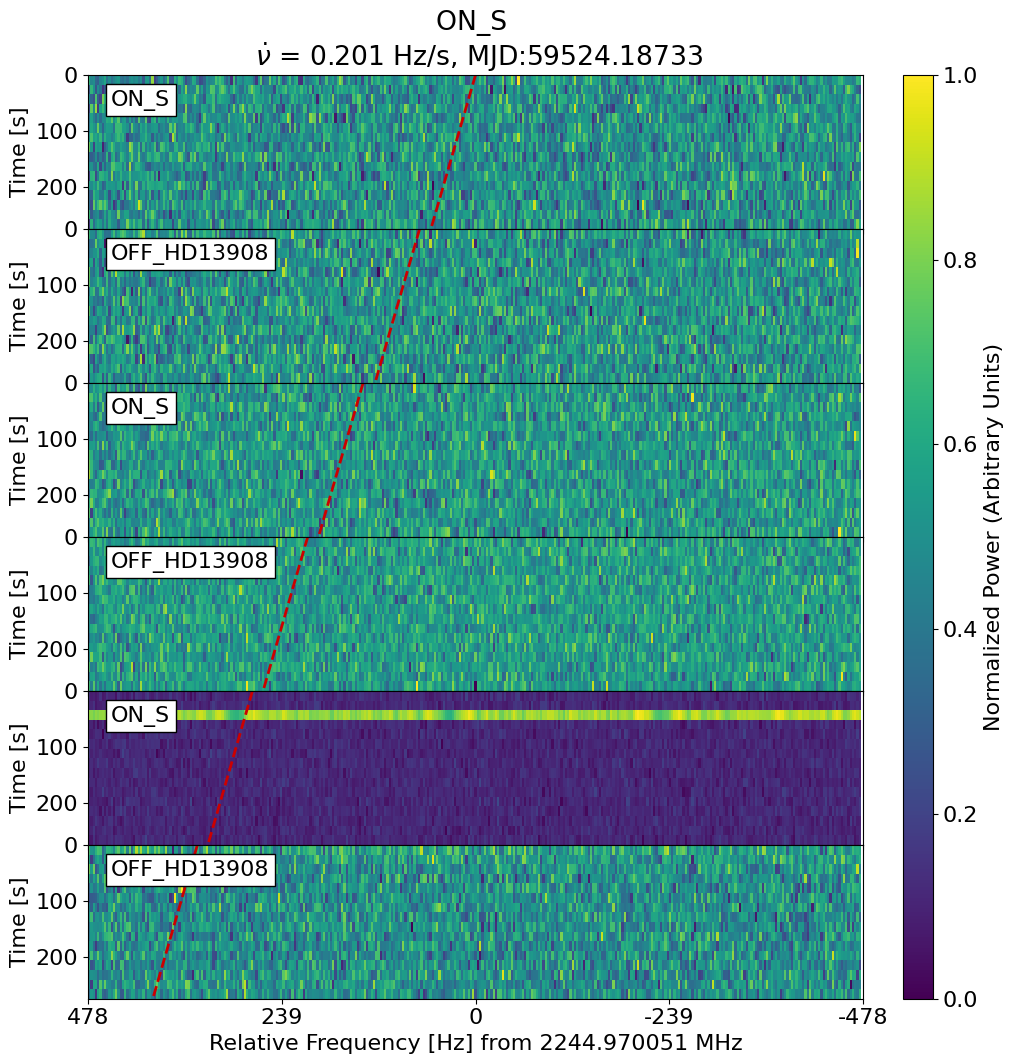 ON_S
ν̇ = 0.201 Hz/s, MJD:59524.18733
0
ON_S
100
200
Time [s]
0
OFF_HD13908
100
200
Time [s]
0
ON_S
100
200
Time [s]
0
OFF_HD13908
100
200
Time [s]
0
ON_S
100
200
Time [s]
0
OFF_HD13908
100
200
Time [s]
478 239 0 -239 -478
Relative Frequency [Hz] from 2244.970051 MHz
1.0
0.8
0.6
0.4
0.2
0.0
Normalized Power (Arbitrary Units)